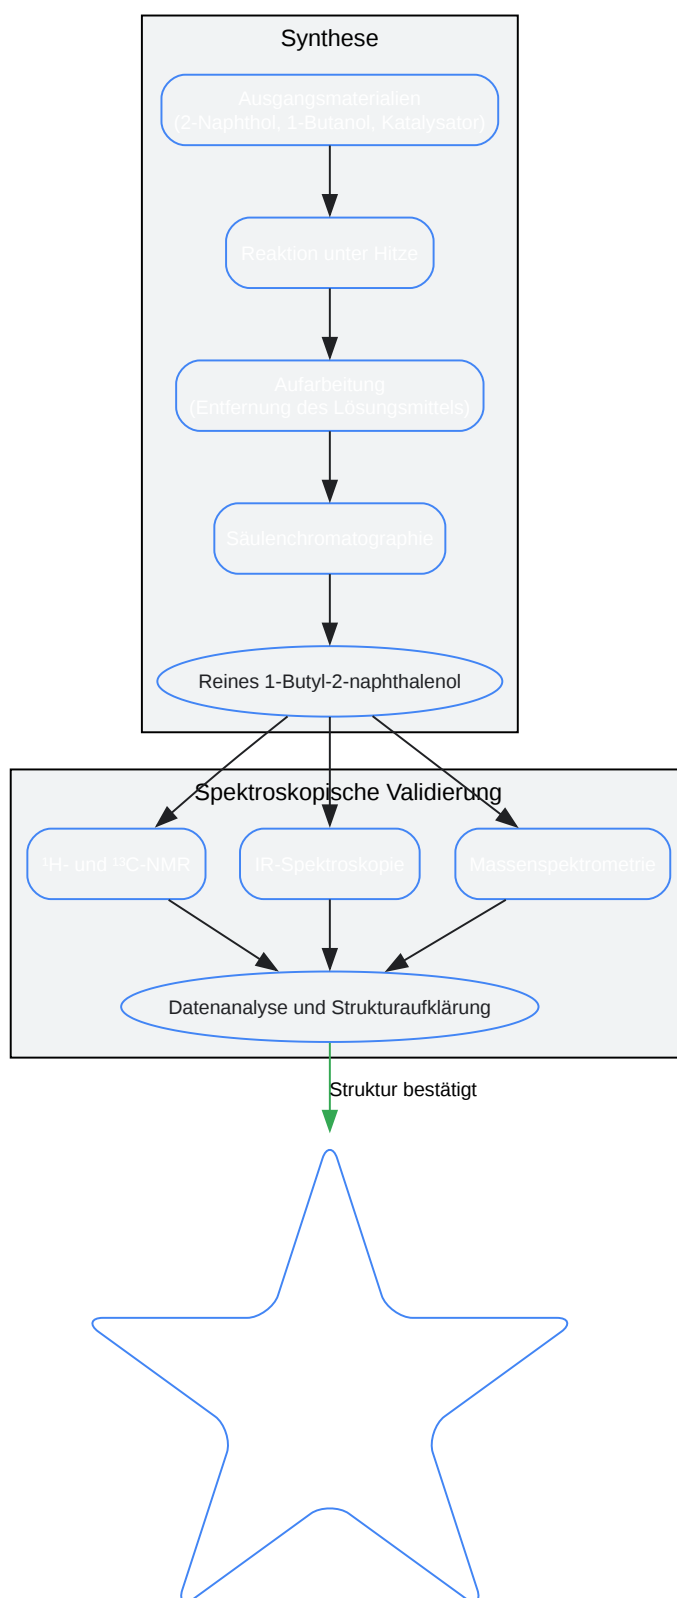 Synthese
Ausgangsmaterialien
(2-Naphthol, 1-Butanol, Katalysator)
Reaktion unter Hitze
Aufarbeitung
(Entfernung des Lösungsmittels)
Säulenchromatographie
Reines 1-Butyl-2-naphthalenol
Spektroskopische Validierung
¹H- und ¹³C-NMR
IR-Spektroskopie
Massenspektrometrie
Datenanalyse und Strukturaufklärung
Struktur bestätigt